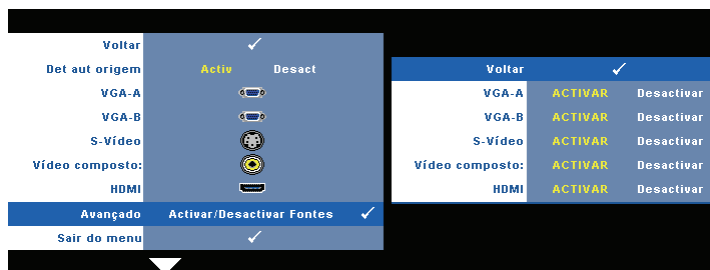 Voltar
Det aut origem Activ Desact
VGA-A
VGA-B
S-Vídeo
Vídeo composto:
HDMI
Avançado Activar/Desactivar Fontes
Sair do menu
Voltar
VGA-A ACTIVAR Desactivar
VGA-B ACTIVAR Desactivar
S-Vídeo ACTIVAR Desactivar
Vídeo composto: ACTIVAR Desactivar
HDMI ACTIVAR Desactivar